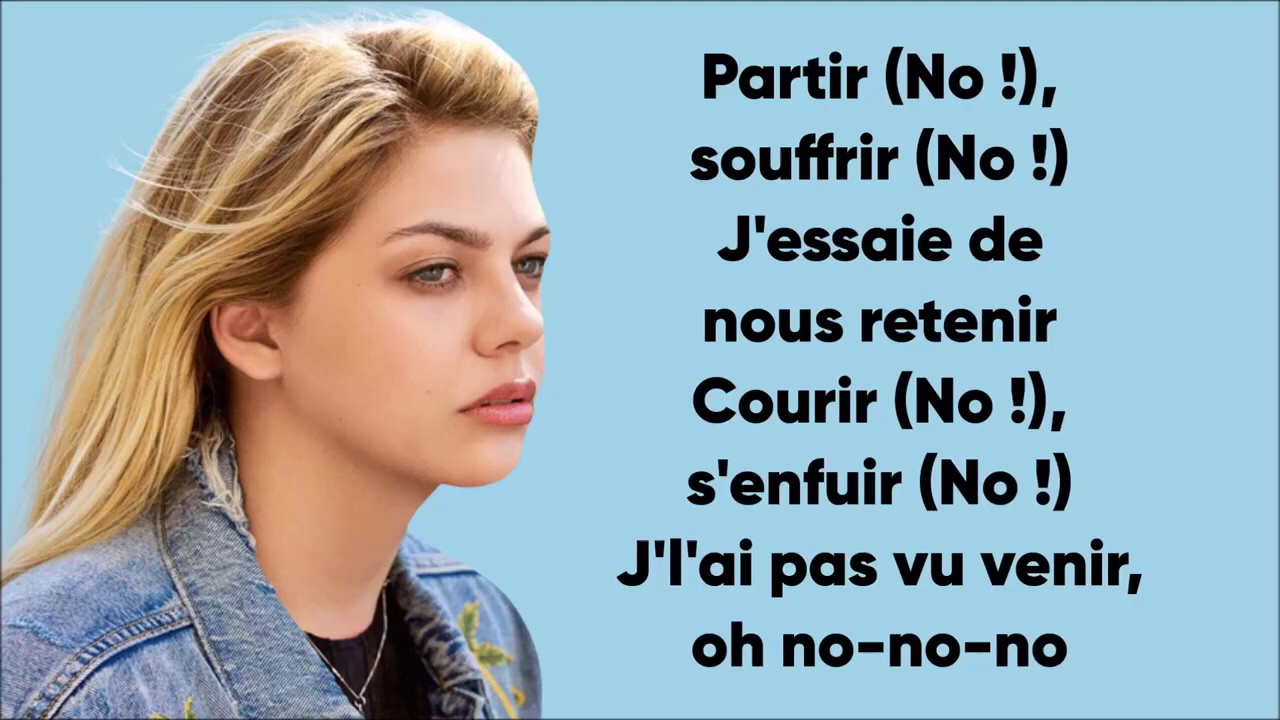 Partir (No !),
souffrir (No !)
J'essaie de
nous retenir
Courir (No !),
s'enfuir (No !)
J'l'ai pas vu venir,
oh no-no-no